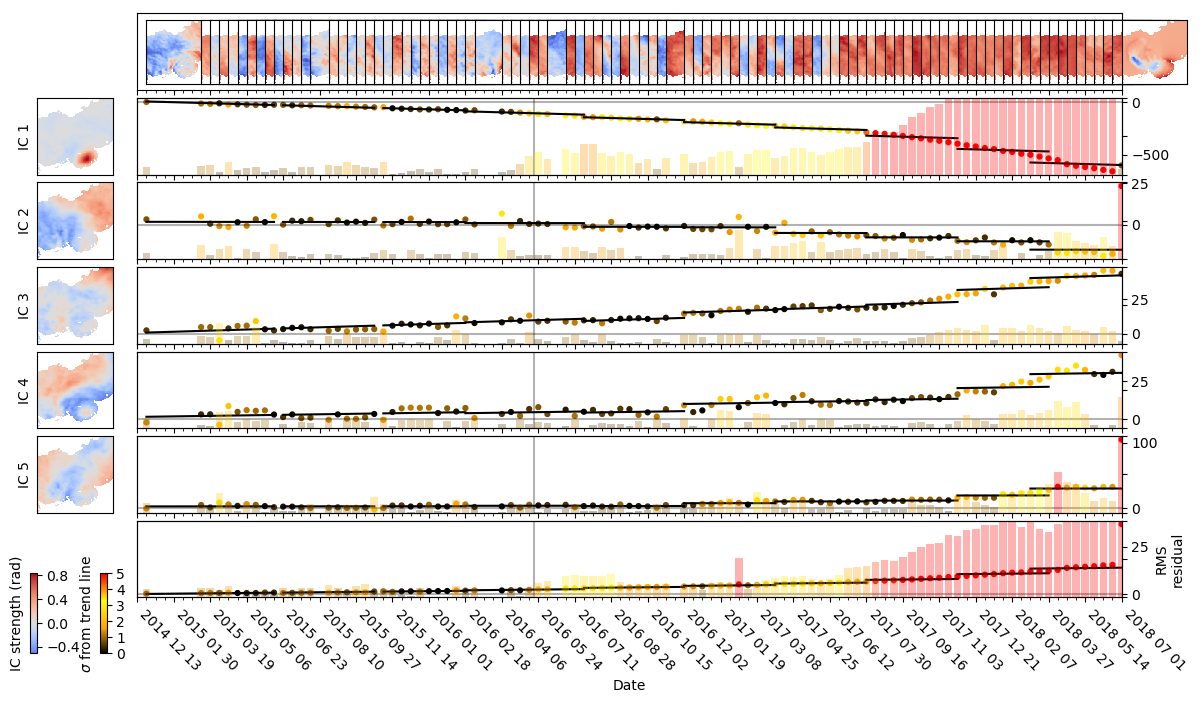 IC 1
0
−500
IC 2
25
0
IC 3
25
0
IC 4
25
0
IC 5
100
0
RMS
residual
25
0
IC strength (rad)
0.8
0.4
0.0
−0.4
σ from trend line
5
4
3
2
1
0
2014 12 13
2015 01 30
2015 03 19
2015 05 06
2015 06 23
2015 08 10
2015 09 27
2015 11 14
2016 01 01
2016 02 18
2016 04 06
2016 05 24
2016 07 11
2016 08 28
2016 10 15
2016 12 02
2017 01 19
2017 03 08
2017 04 25
2017 06 12
2017 07 30
2017 09 16
2017 11 03
2017 12 21
2018 02 07
2018 03 27
2018 05 14
2018 07 01
Date